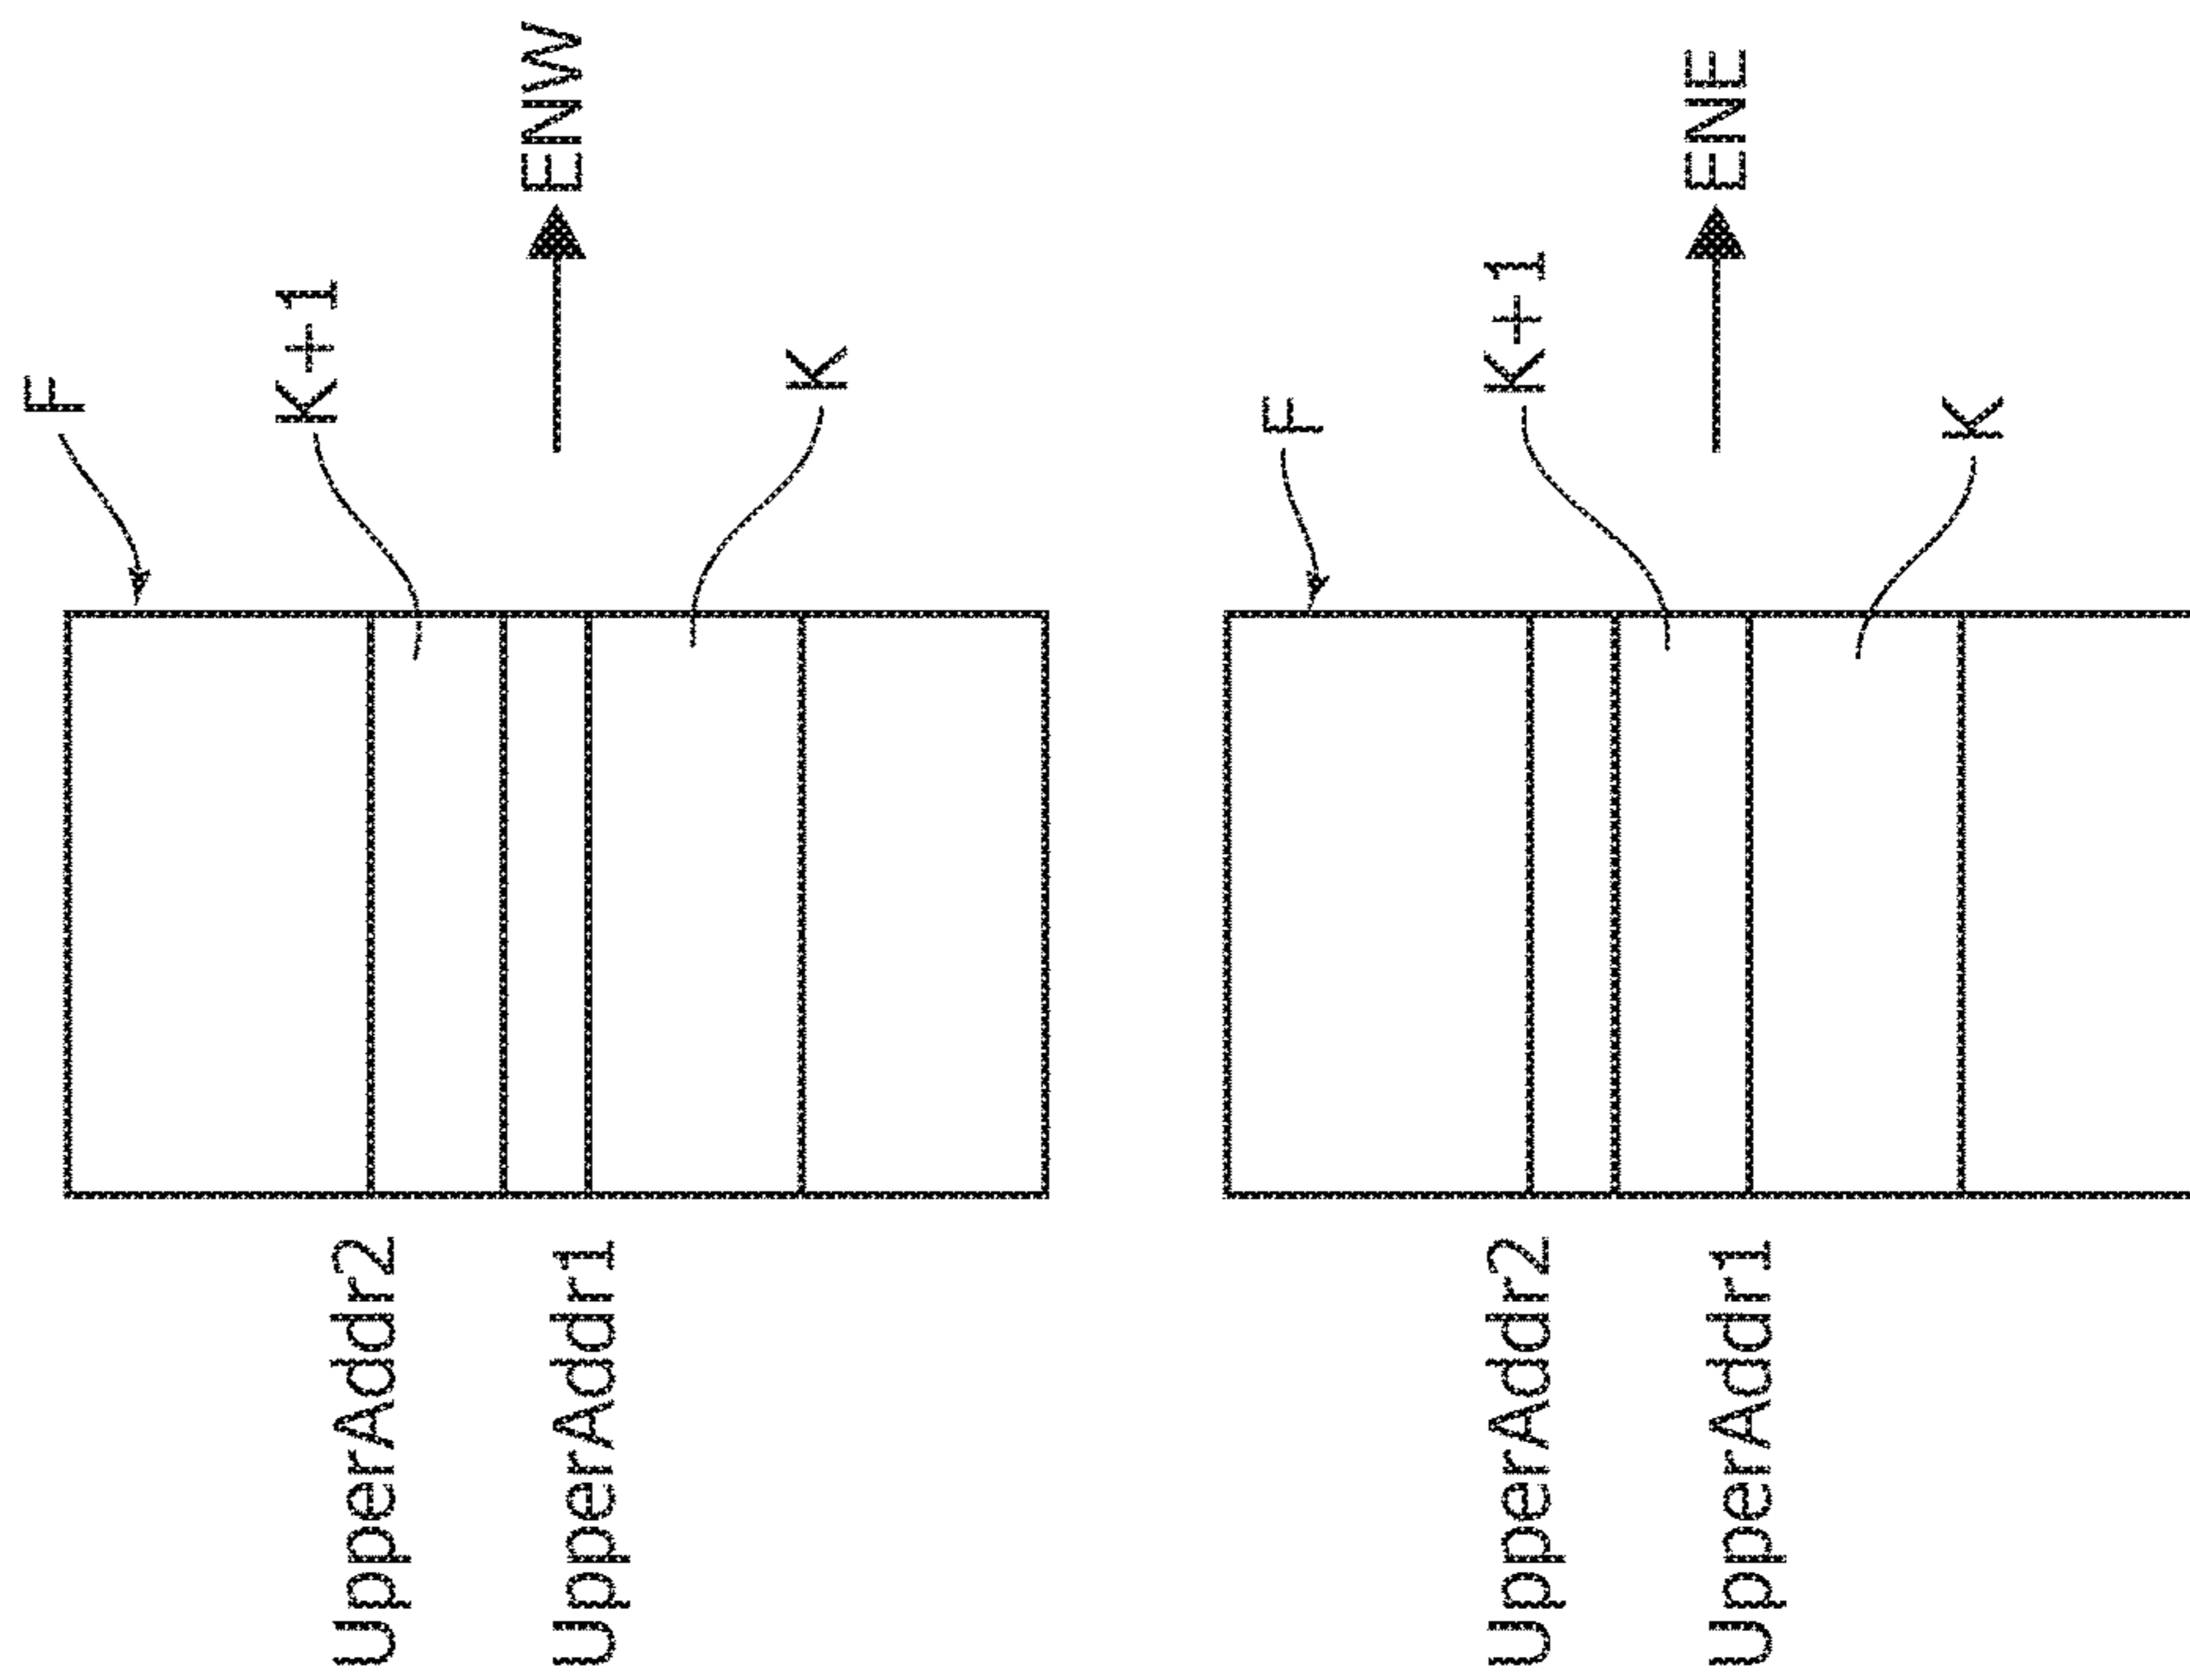 F
K+1
ENW
K
UpperAddr2
UpperAddr1
F
K+1
ENE
K
UpperAddr2
UpperAddr1